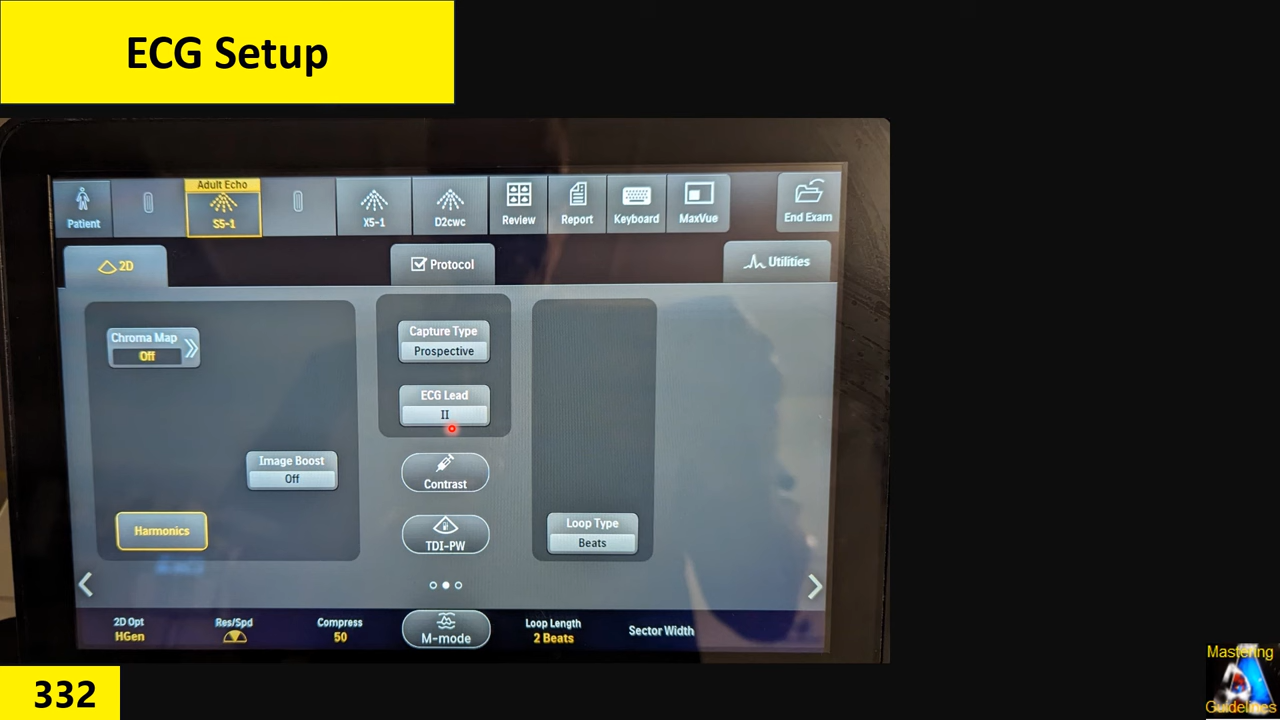 ECG Setup
Adult Echo
Patient
S5-1
X5-1
D2cwc
Review
Report
Keyboard
MaxVue
End Exam
2D
Protocol
Utilities
Chroma Map
Off
Capture Type
Prospective
ECG Lead
II
Image Boost
Off
Contrast
Harmonics
TDI-PW
Loop Type
Beats
2D Opt
HGen
Res/Spd
Compress
50
M-mode
Loop Length
2 Beats
Sector Width
332
Mastering
Guidelines